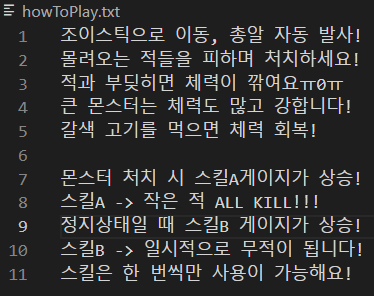 howToPlay.txt
1 조이스틱으로 이동, 총알 자동 발사!
2 몰려오는 적들을 피하며 처치하세요!
3 적과 부딪히면 체력이 깎여요ㅠ0ㅠ
4 큰 몬스터는 체력도 많고 강합니다!
5 갈색 고기를 먹으면 체력 회복!
6
7 몬스터 처치 시 스킬A게이지가 상승!
8 스킬A -> 작은 적 ALL KILL!!!
9 정지상태일 때 스킬B 게이지가 상승!
10 스킬B -> 일시적으로 무적이 됩니다!
11 스킬은 한 번씩만 사용이 가능해요!